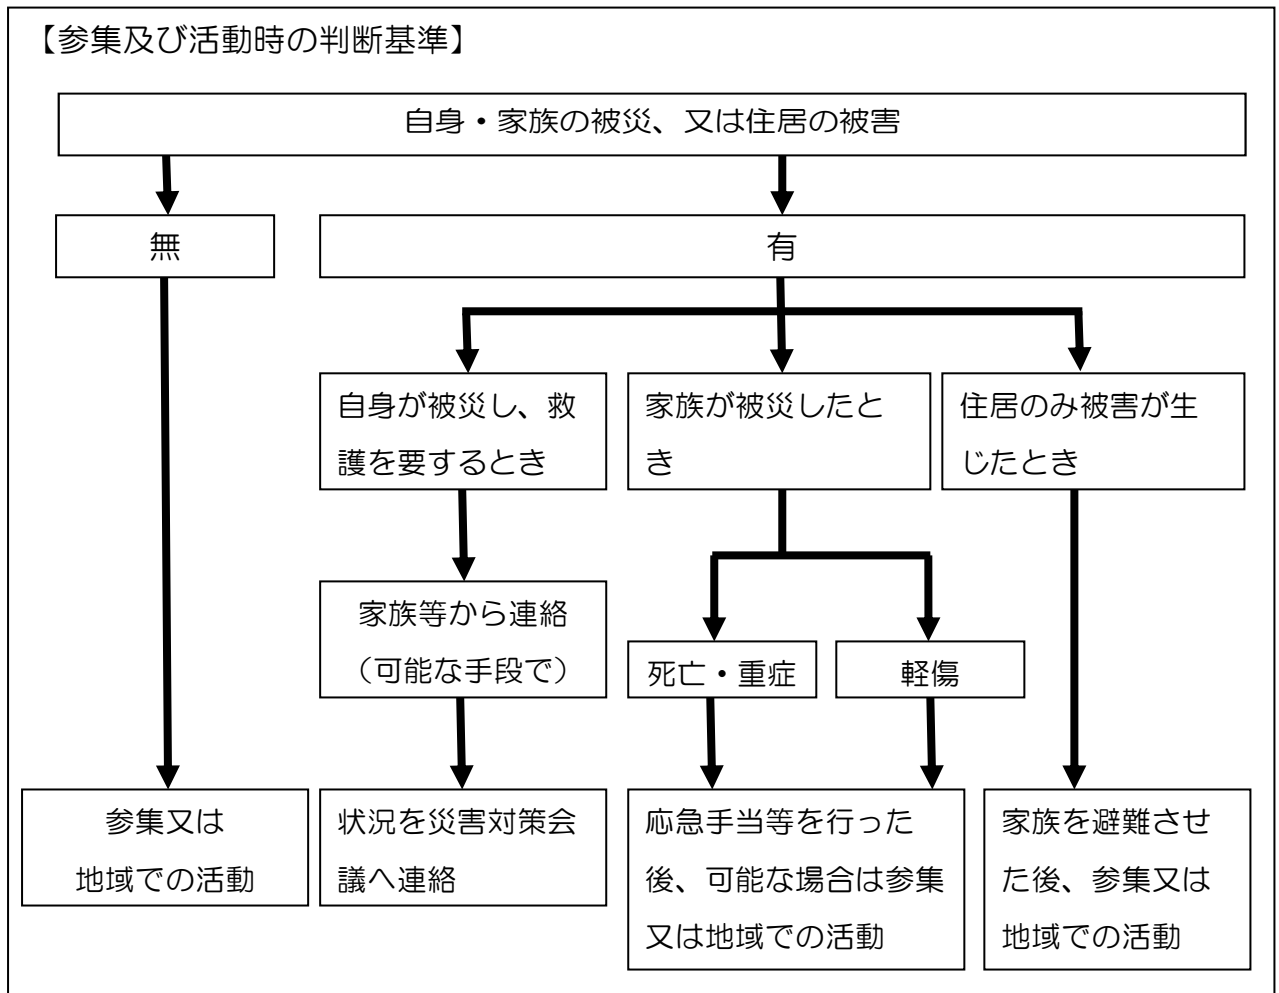 【参集及び活動時の判断基準】
自身・家族の被災、又は住居の被害
無
有
自身が被災し、救
護を要するとき
家族が被災したと
き
住居のみ被害が生
じたとき
家族等から連絡
（可能な手段で）
死亡・重症
軽傷
参集又は
地域での活動
状況を災害対策会
議へ連絡
応急手当等を行った
後、可能な場合は参集
又は地域での活動
家族を避難させ
た後、参集又は
地域での活動